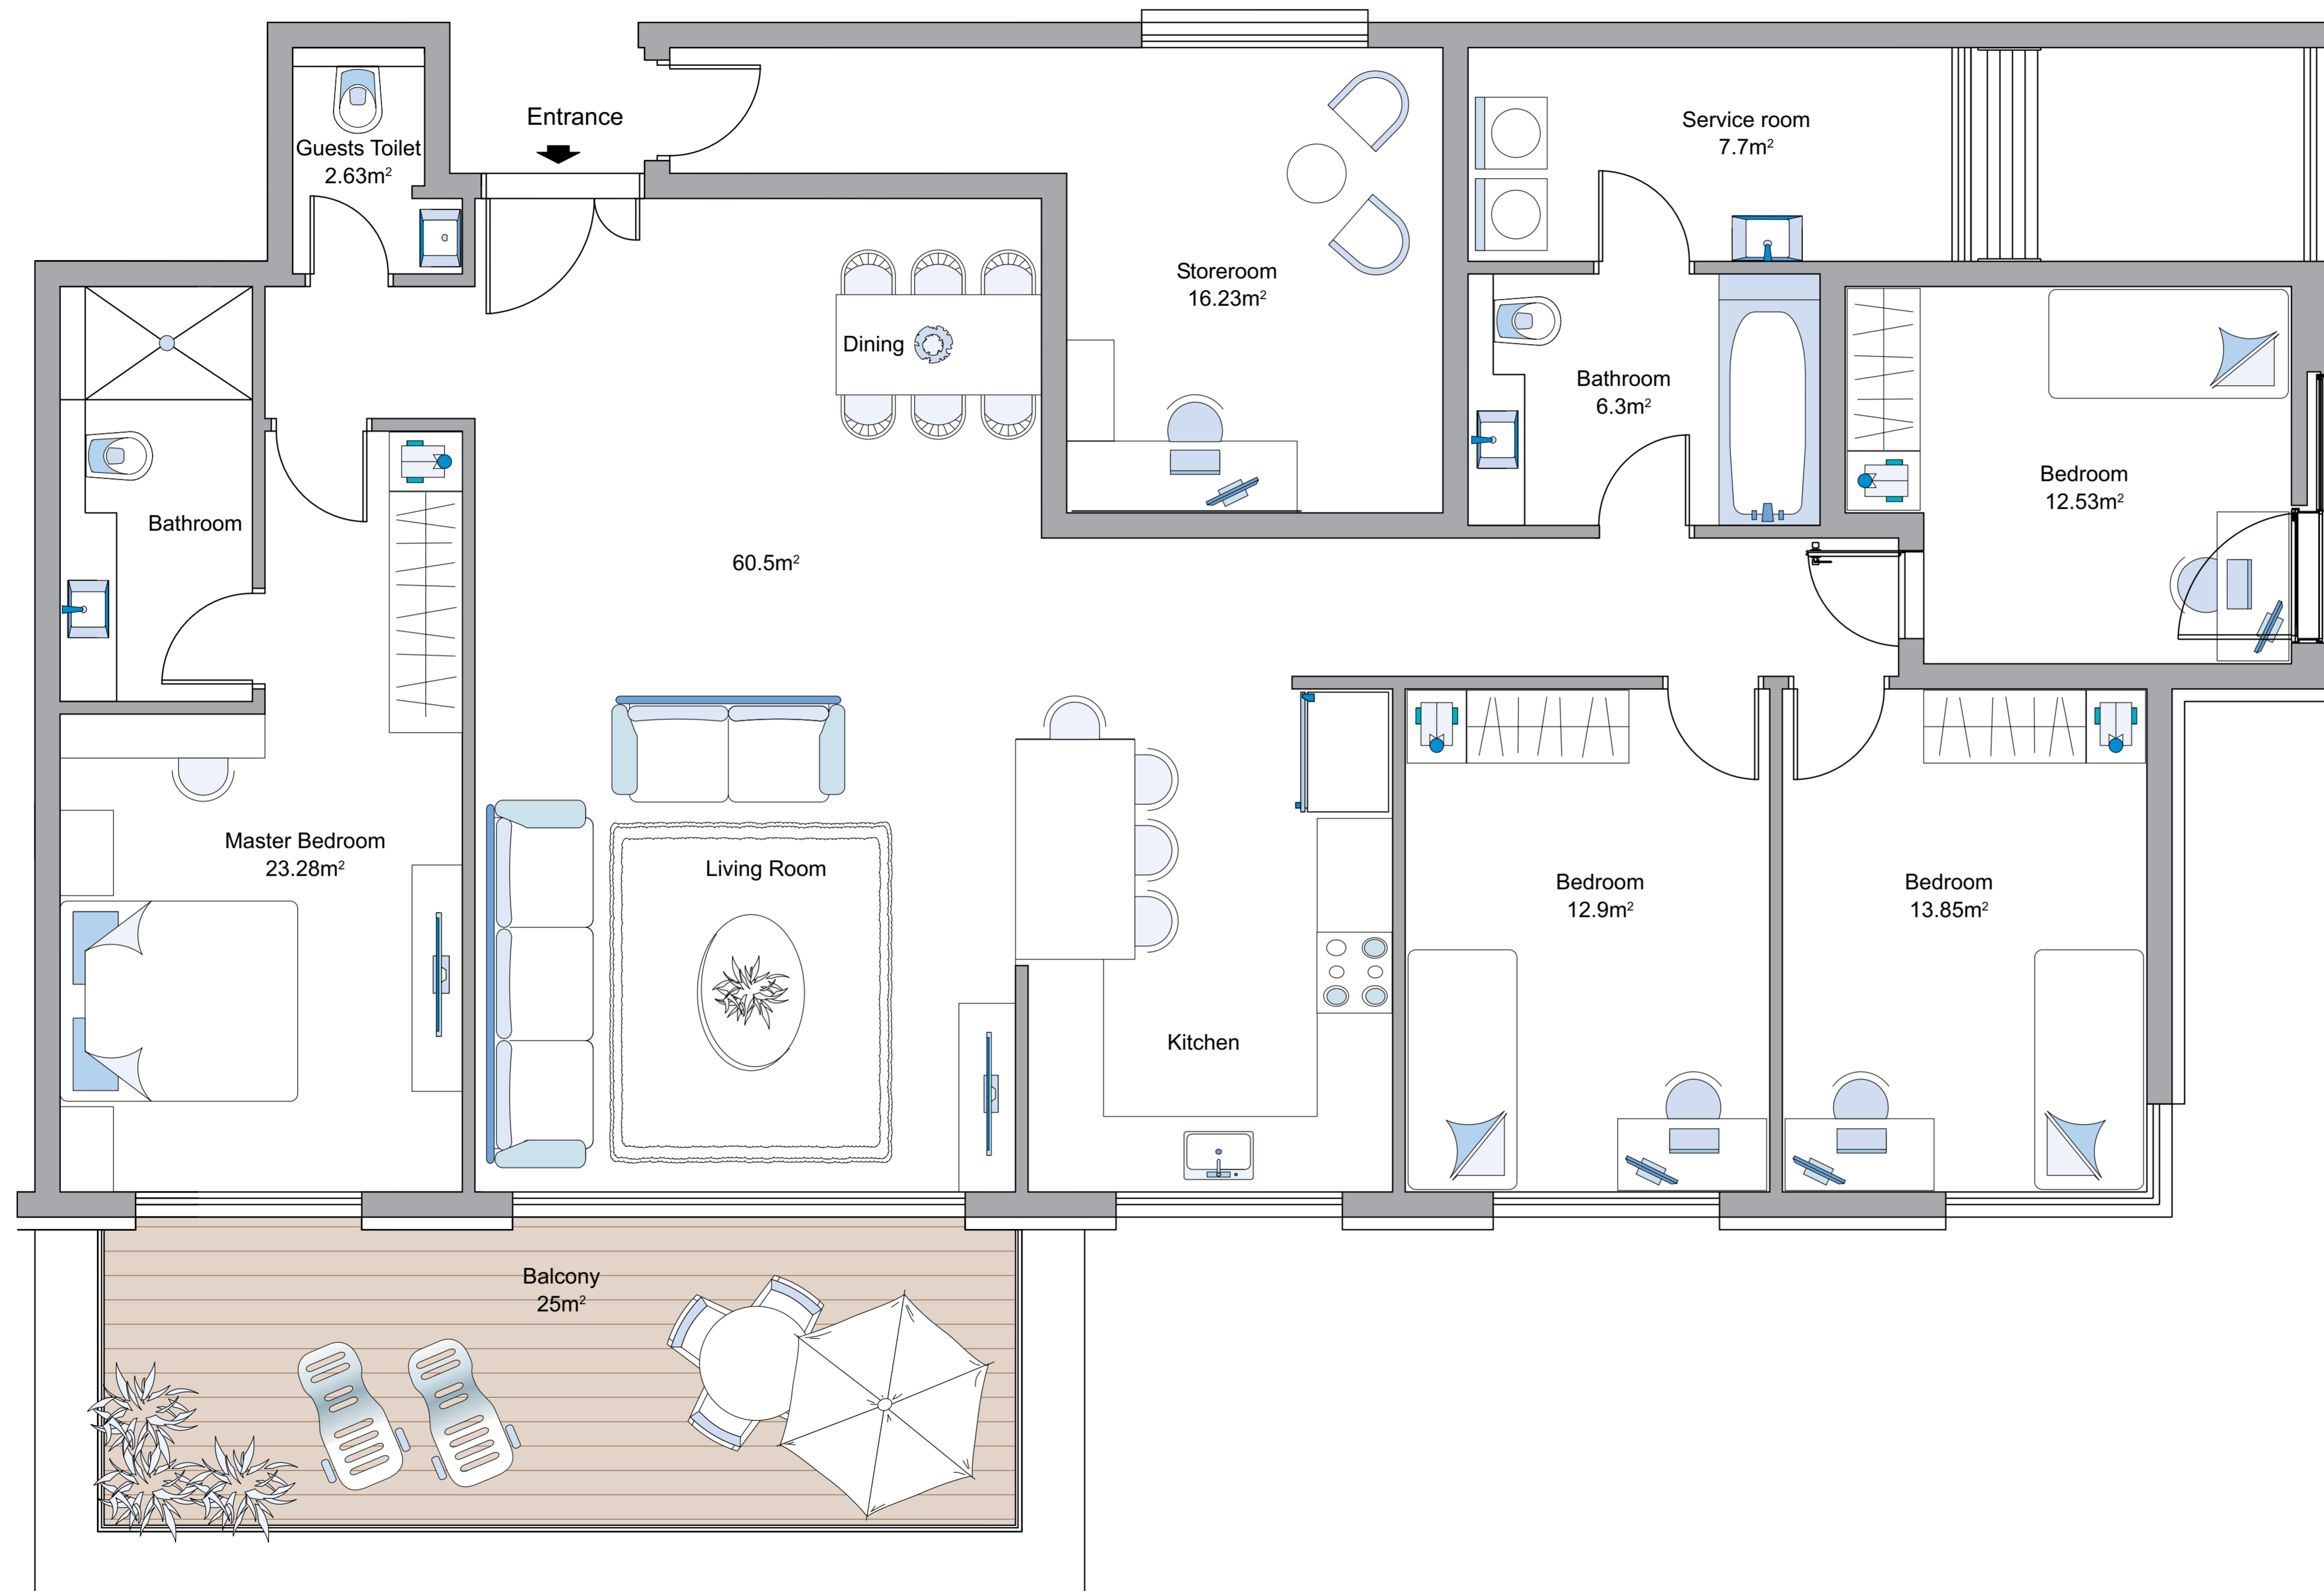 Entrance
Guests Toilet
2.63m²
Service room
7.7m²
Storeroom
16.23m²
Dining
Bathroom
6.3m²
Bedroom
12.53m²
Bathroom
60.5m²
Master Bedroom
23.28m²
Living Room
Bedroom
12.9m²
Bedroom
13.85m²
Kitchen
Balcony
25m²